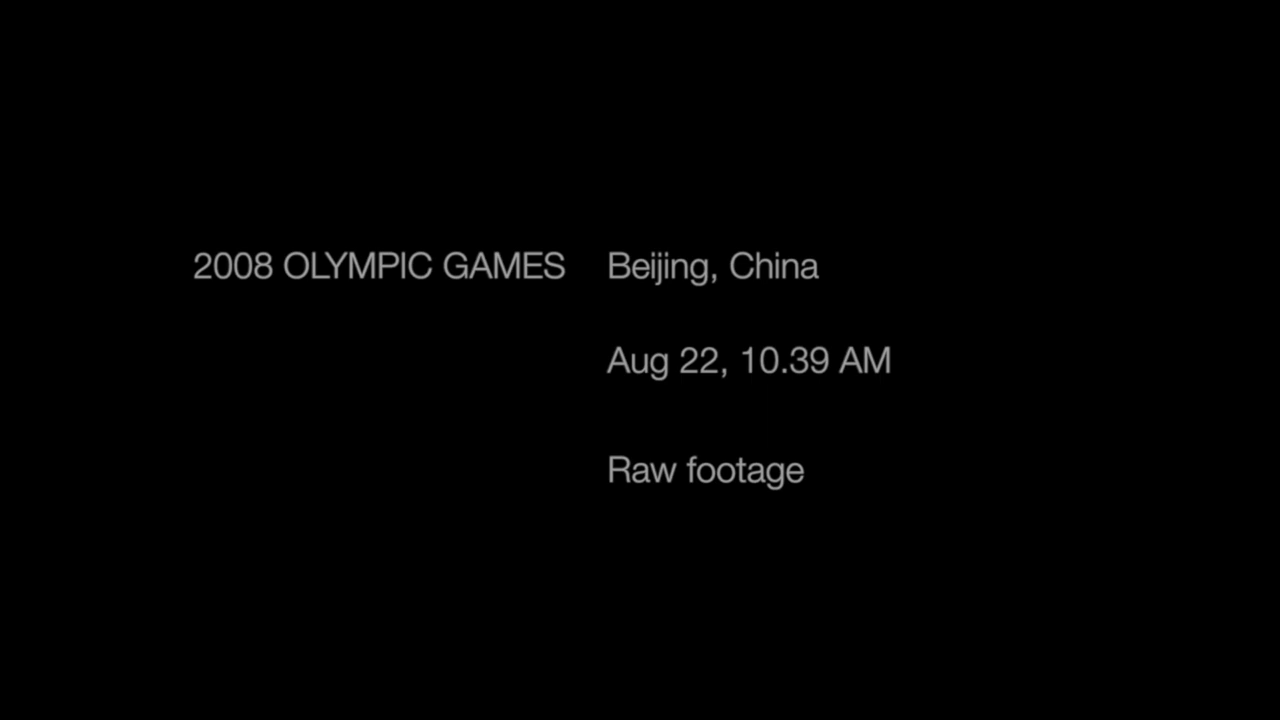 2008 OLYMPIC GAMES Beijing, China
Aug 22, 10.39 AM
Raw footage